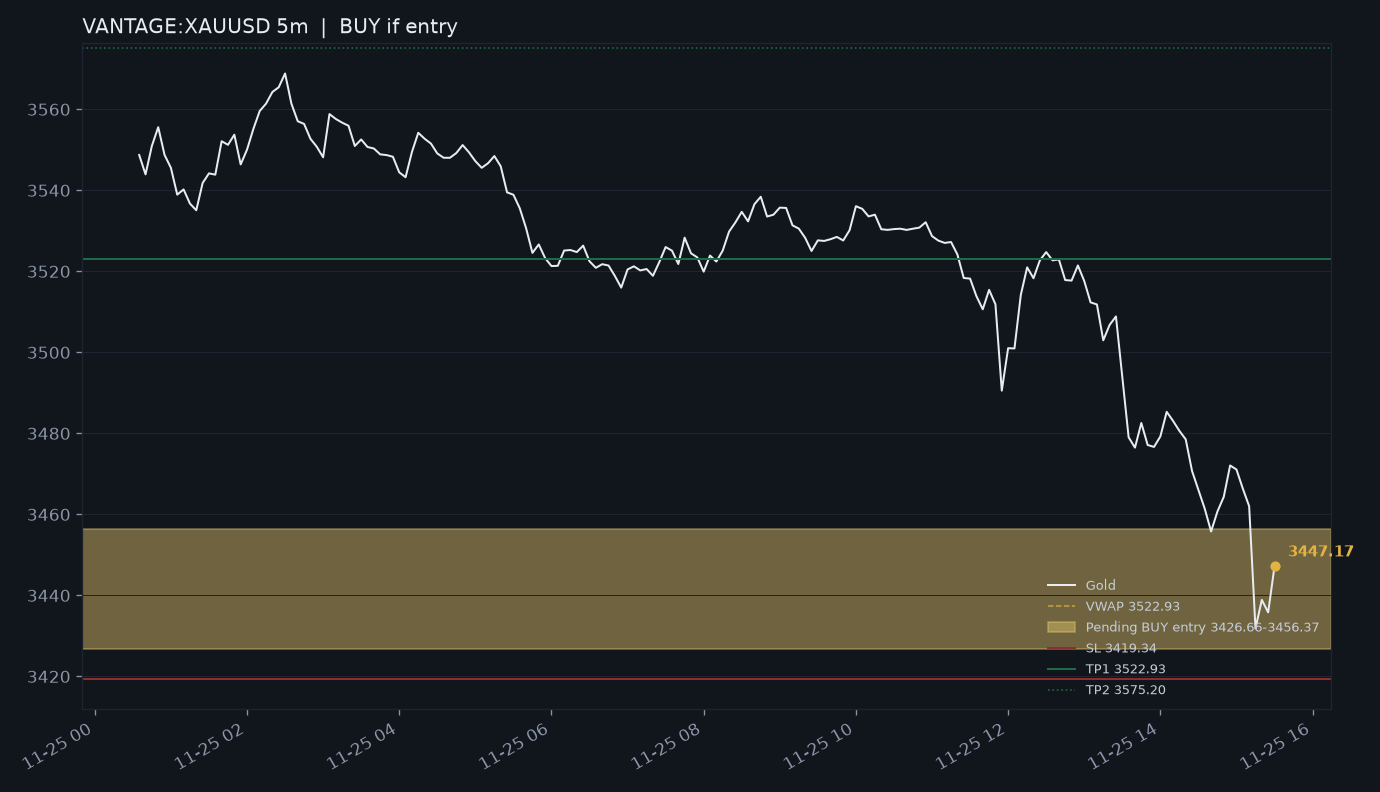 VANTAGE:XAUUSD 5m | BUY if entry
3560
3540
3520
3500
3480
3460
3440
3420
3447.17
Gold
VWAP 3522.93
Pending BUY entry 3426.66-3456.37
SL 3419.34
TP1 3522.93
TP2 3575.20
11-25 00
11-25 02
11-25 04
11-25 06
11-25 08
11-25 10
11-25 12
11-25 14
11-25 16